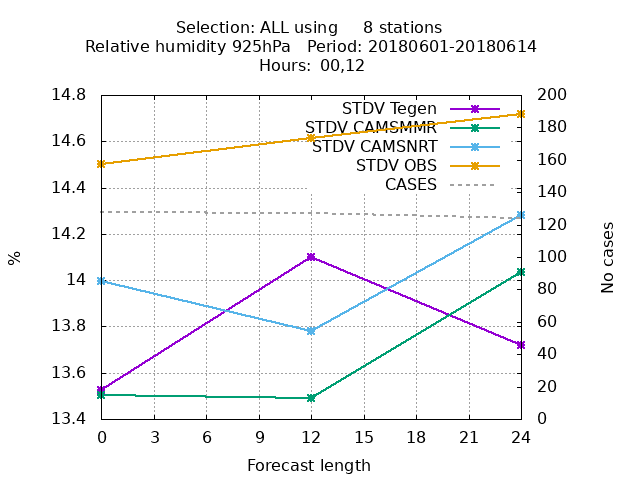 Selection: ALL using     8 stations
Relative humidity 925hPa   Period: 20180601-20180614
Hours: 00,12
14.8
14.6
14.4
14.2
14
13.8
13.6
13.4
%
200
180
160
140
120
100
80
60
40
20
0
No cases
STDV Tegen
STDV CAMSMMR
STDV CAMSNRT
STDV OBS
CASES
0 3 6 9 12 15 18 21 24
Forecast length